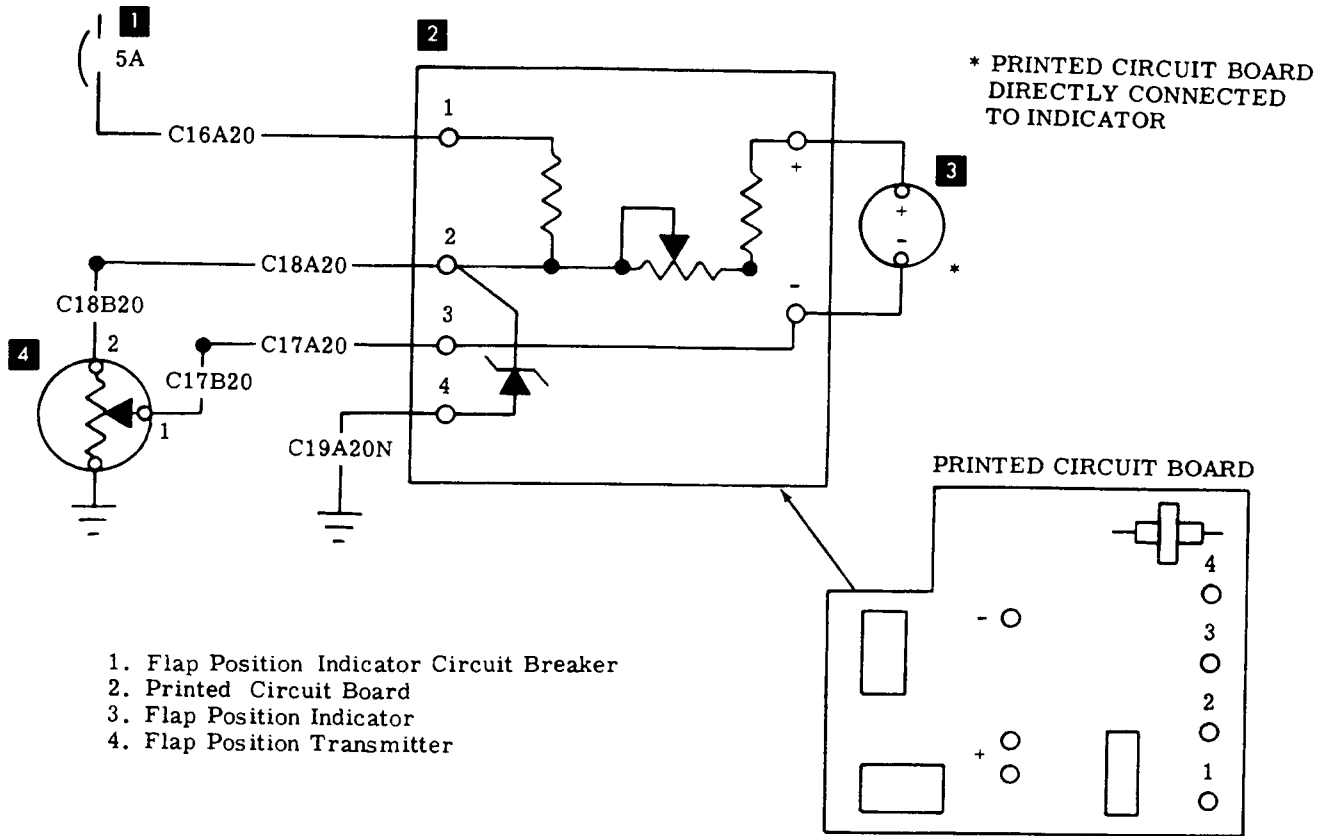 1
5A
2
* PRINTED CIRCUIT BOARD
DIRECTLY CONNECTED
TO INDICATOR
1
C16A20
+
3
+
-
*
2
C18A20
-
C18B20
3
4
2
C17A20
C17B20
4
1
C19A20N
PRINTED CIRCUIT BOARD
4
-
3
2
+
1
1. Flap Position Indicator Circuit Breaker
2. Printed Circuit Board
3. Flap Position Indicator
4. Flap Position Transmitter